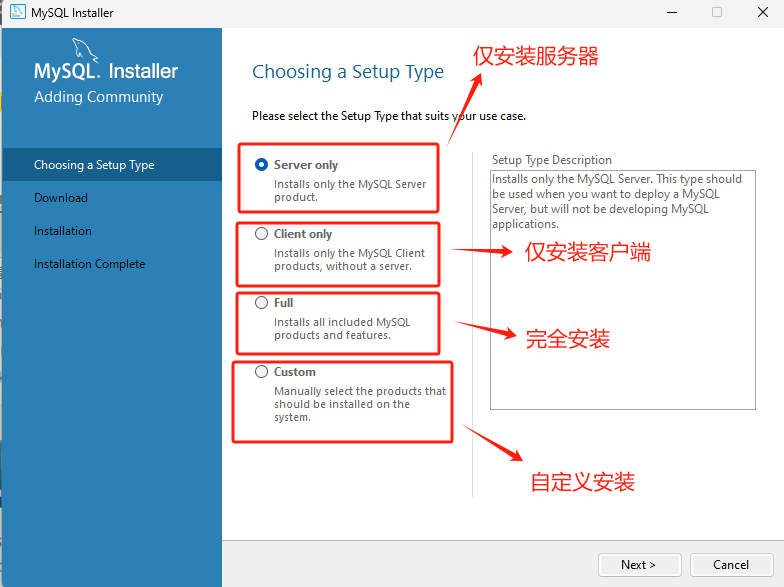 MySQL Installer
MySQL. Installer
Adding Community
Choosing a Setup Type
Download
Installation
Installation Complete
Choosing a Setup Type
仅安装服务器
Please select the Setup Type that suits your use case.
Server only
Installs only the MySQL Server
product.
Client only
Installs only the MySQL Client
products, without a server.
Full
Installs all included MySQL
products and features.
Custom
Manually select the products that
should be installed on the
system.
Setup Type Description
Installs only the MySQL Server. This type should
be used when you want to deploy a MySQL
Server, but will not be developing MySQL
applications.
仅安装客户端
完全安装
自定义安装
Next >
Cancel